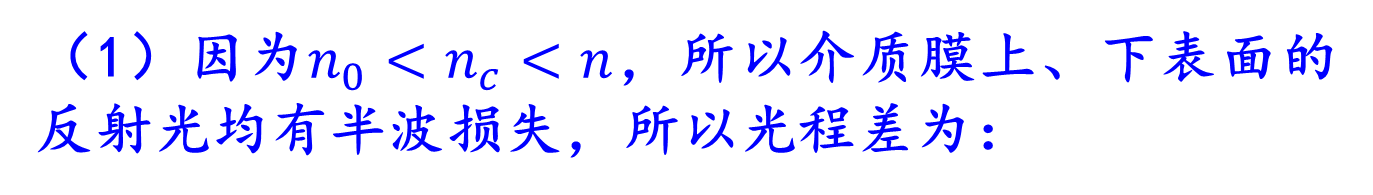 （1）因为n₀ < n_c < n，所以介质膜上、下表面的
反射光均有半波损失，所以光程差为：